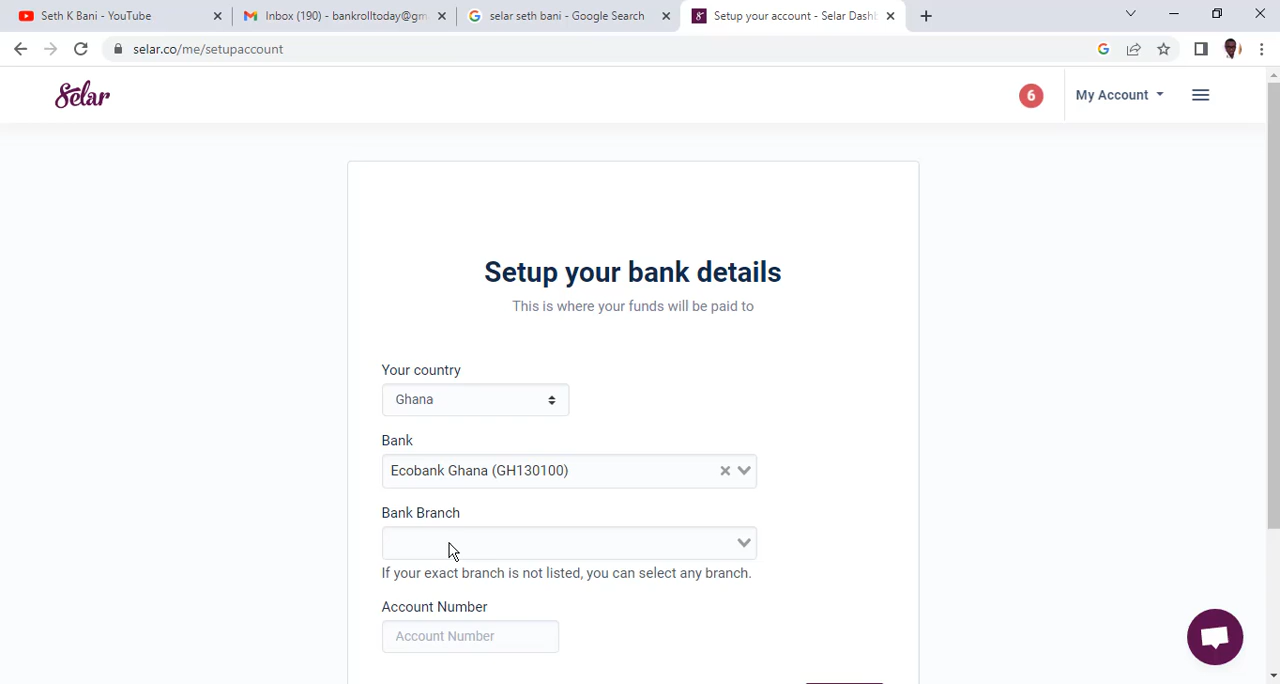 Seth K Bani - YouTube
Inbox (190) - bankrolltoday@gm
selar seth bani - Google Search
Setup your account - Selar Dash
selar.co/me/setupaccount
Selar
6
My Account
Setup your bank details
This is where your funds will be paid to
Your country
Ghana
Bank
Ecobank Ghana (GH130100)
Bank Branch
If your exact branch is not listed, you can select any branch.
Account Number
Account Number